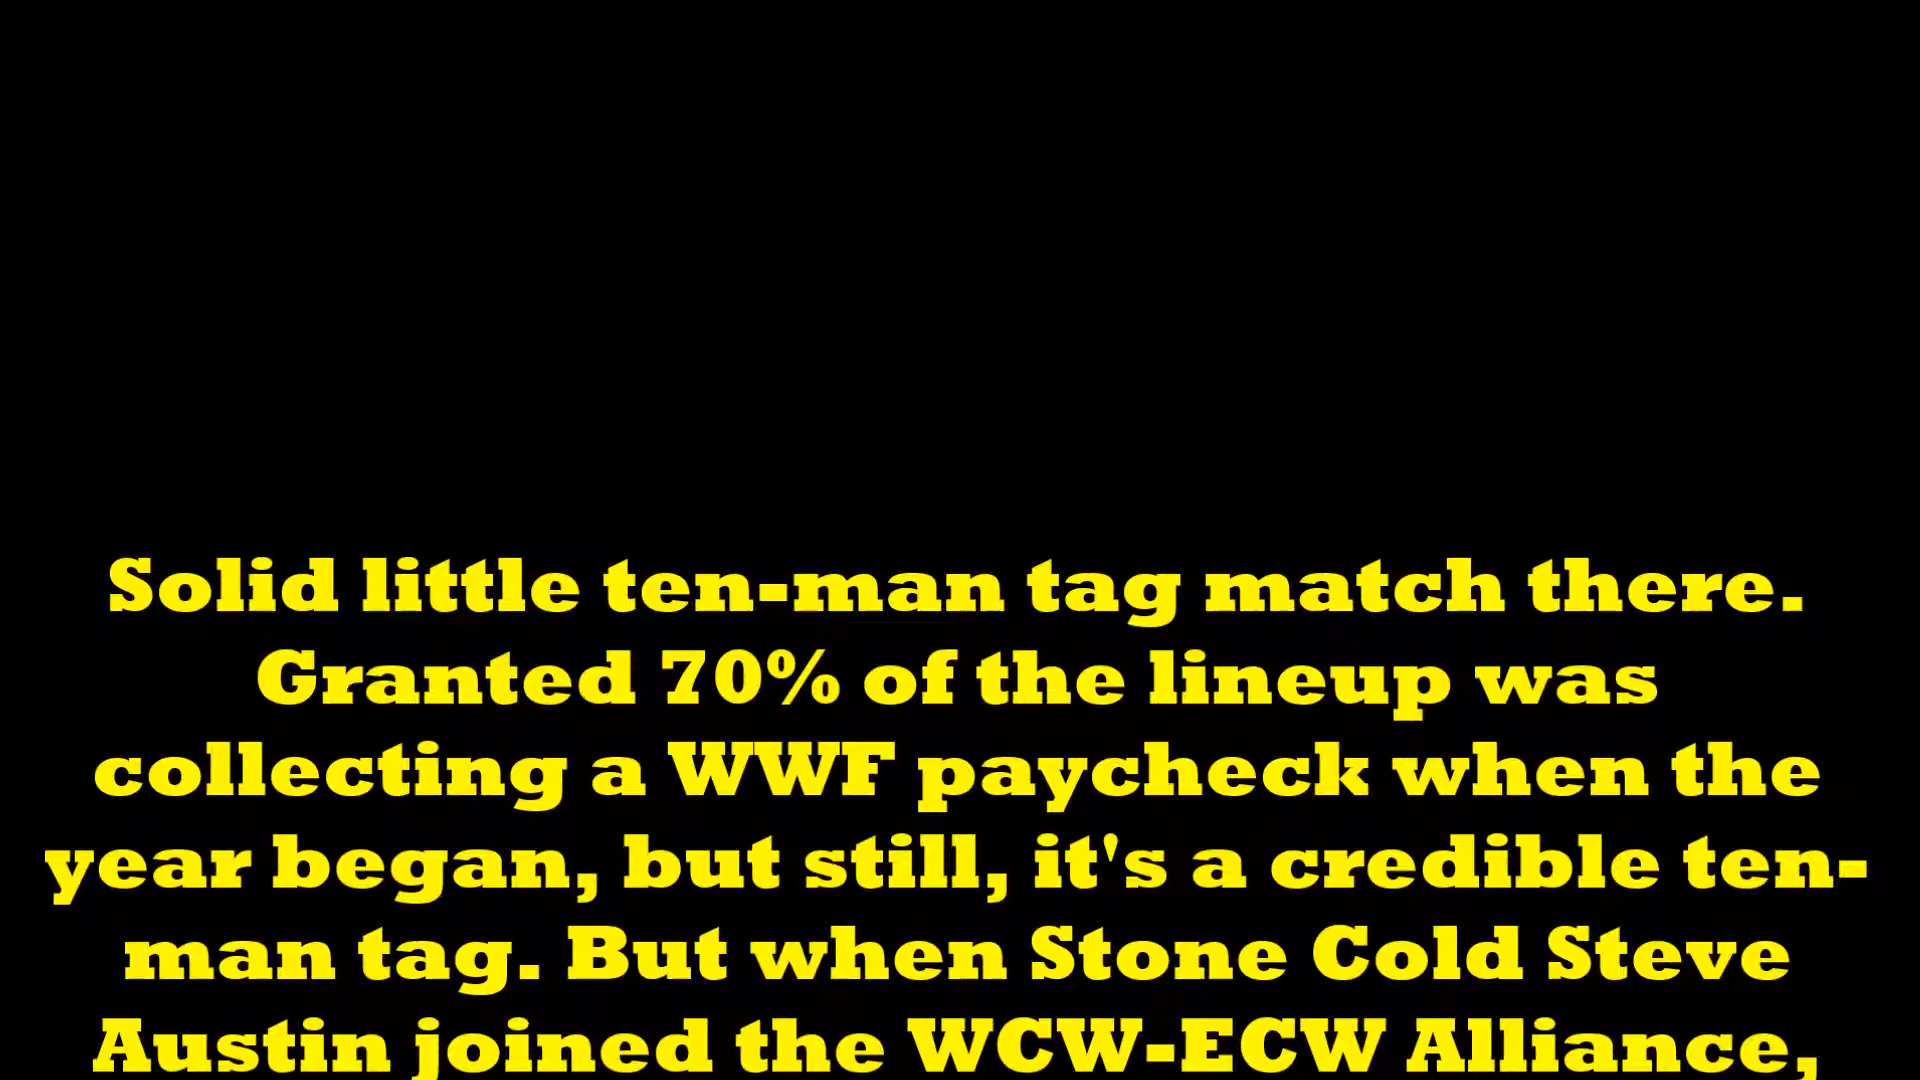 Solid little ten-man tag match there.
Granted 70% of the lineup was
collecting a WWF paycheck when the
year began, but still, it's a credible ten-
man tag. But when Stone Cold Steve
Austin joined the WCW-ECW Alliance,